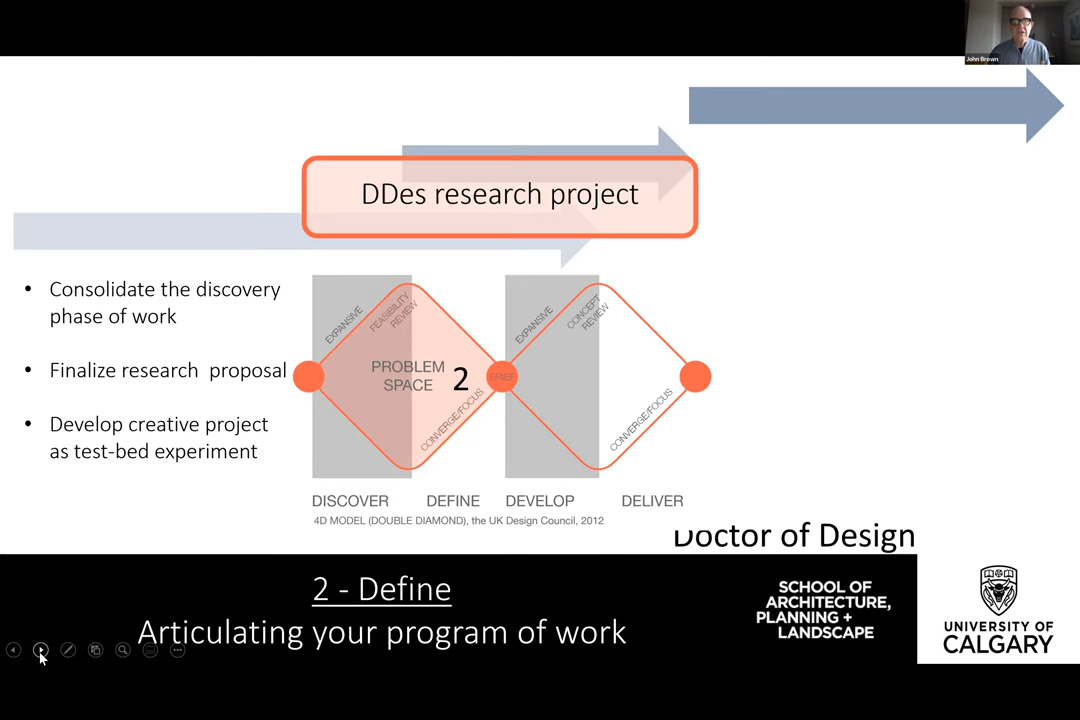 John Brown
DDes research project
• Consolidate the discovery
phase of work
• Finalize research proposal
• Develop creative project
as test-bed experiment
EXPANSIVE
FEASIBILITY
REVIEW
PROBLEM
SPACE
2
CONVERGE/FOCUS
BRIEF
EXPANSIVE
CONCEPT
REVIEW
CONVERGE/FOCUS
DISCOVER
DEFINE
DEVELOP
DELIVER
4D MODEL (DOUBLE DIAMOND), the UK Design Council, 2012
Doctor of Design
2 - Define
Articulating your program of work
SCHOOL OF
ARCHITECTURE,
PLANNING +
LANDSCAPE
UNIVERSITY OF
CALGARY